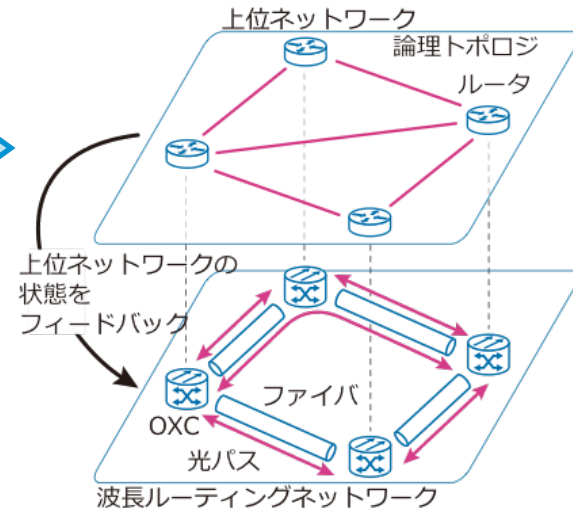 上位ネットワーク
論理トポロジ
ルータ
上位ネットワークの
状態を
フィードバック
ファイバ
OXC
光パス
波長ルーティングネットワーク